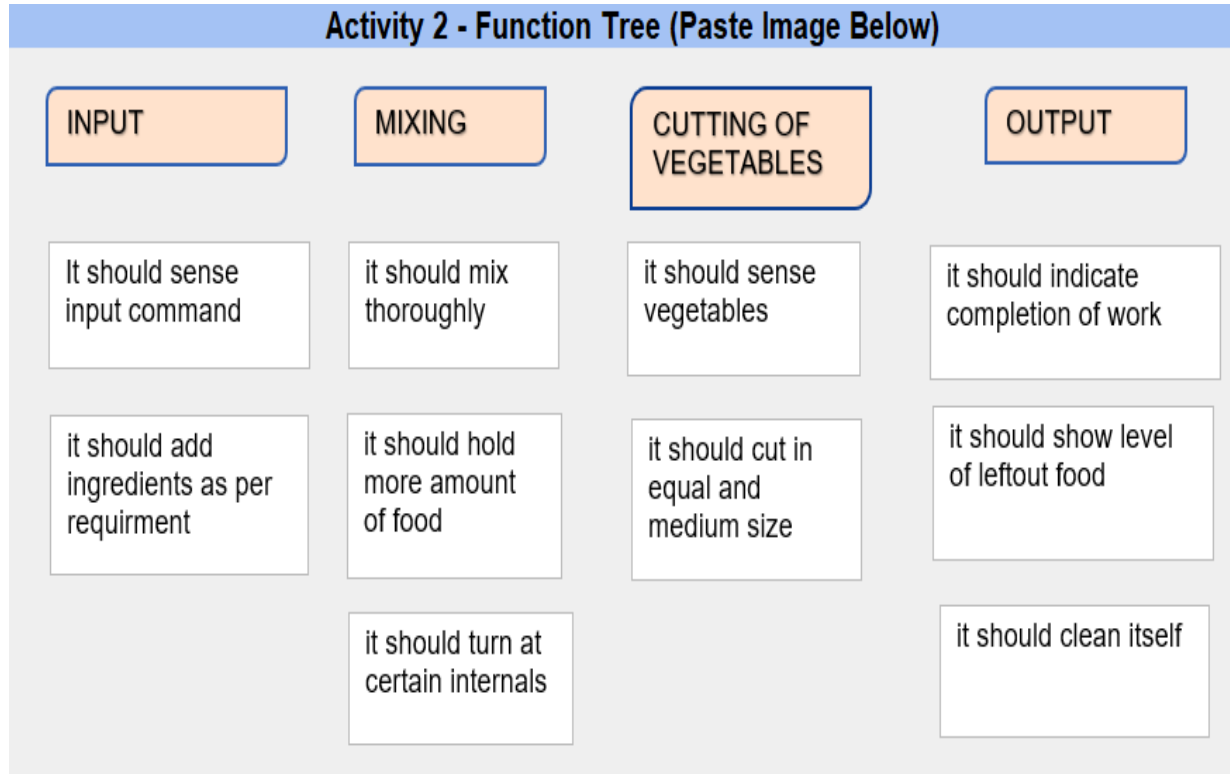 Activity 2 - Function Tree (Paste Image Below)
INPUT
MIXING
CUTTING OF
VEGETABLES
OUTPUT
It should sense
input command
it should mix
thoroughly
it should sense
vegetables
it should indicate
completion of work
it should add
ingredients as per
requirment
it should hold
more amount
of food
it should cut in
equal and
medium size
it should show level
of leftout food
it should turn at
certain internals
it should clean itself